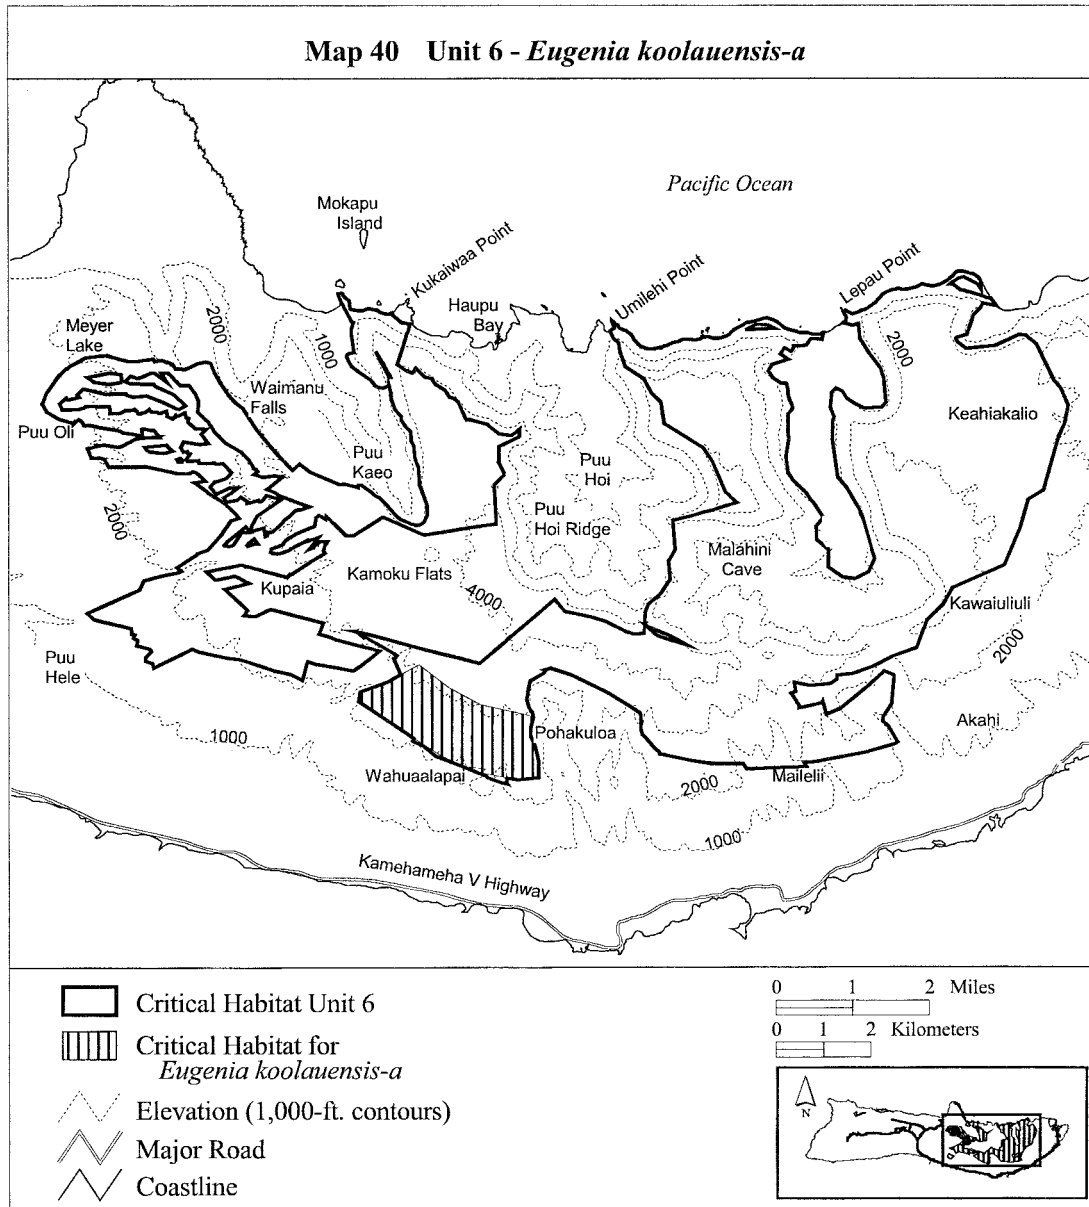 Map 40 Unit 6 - Eugenia koolauensis-a
Pacific Ocean
Mokapu
Island
Kukaiwaa Point
Umilehi Point
Lepau Point
Haupu
Bay
Meyer
Lake
2000
1000
2000
Waimanu
Falls
Keahiakalio
Puu Oli
Puu
Kaeo
Puu
Hoi
2000
Puu
Hoi Ridge
Malahini
Cave
Kupaia
Kamoku Flats
4000
Kawaiuliuli
2000
Puu
Hele
1000
Pohakuloa
Akahi
Wahuaalapai
2000
Mailelii
1000
Kamehameha V Highway
Critical Habitat Unit 6
Critical Habitat for
Eugenia koolauensis-a
Elevation (1,000-ft. contours)
Major Road
Coastline
0 1 2 Miles
0 1 2 Kilometers
N